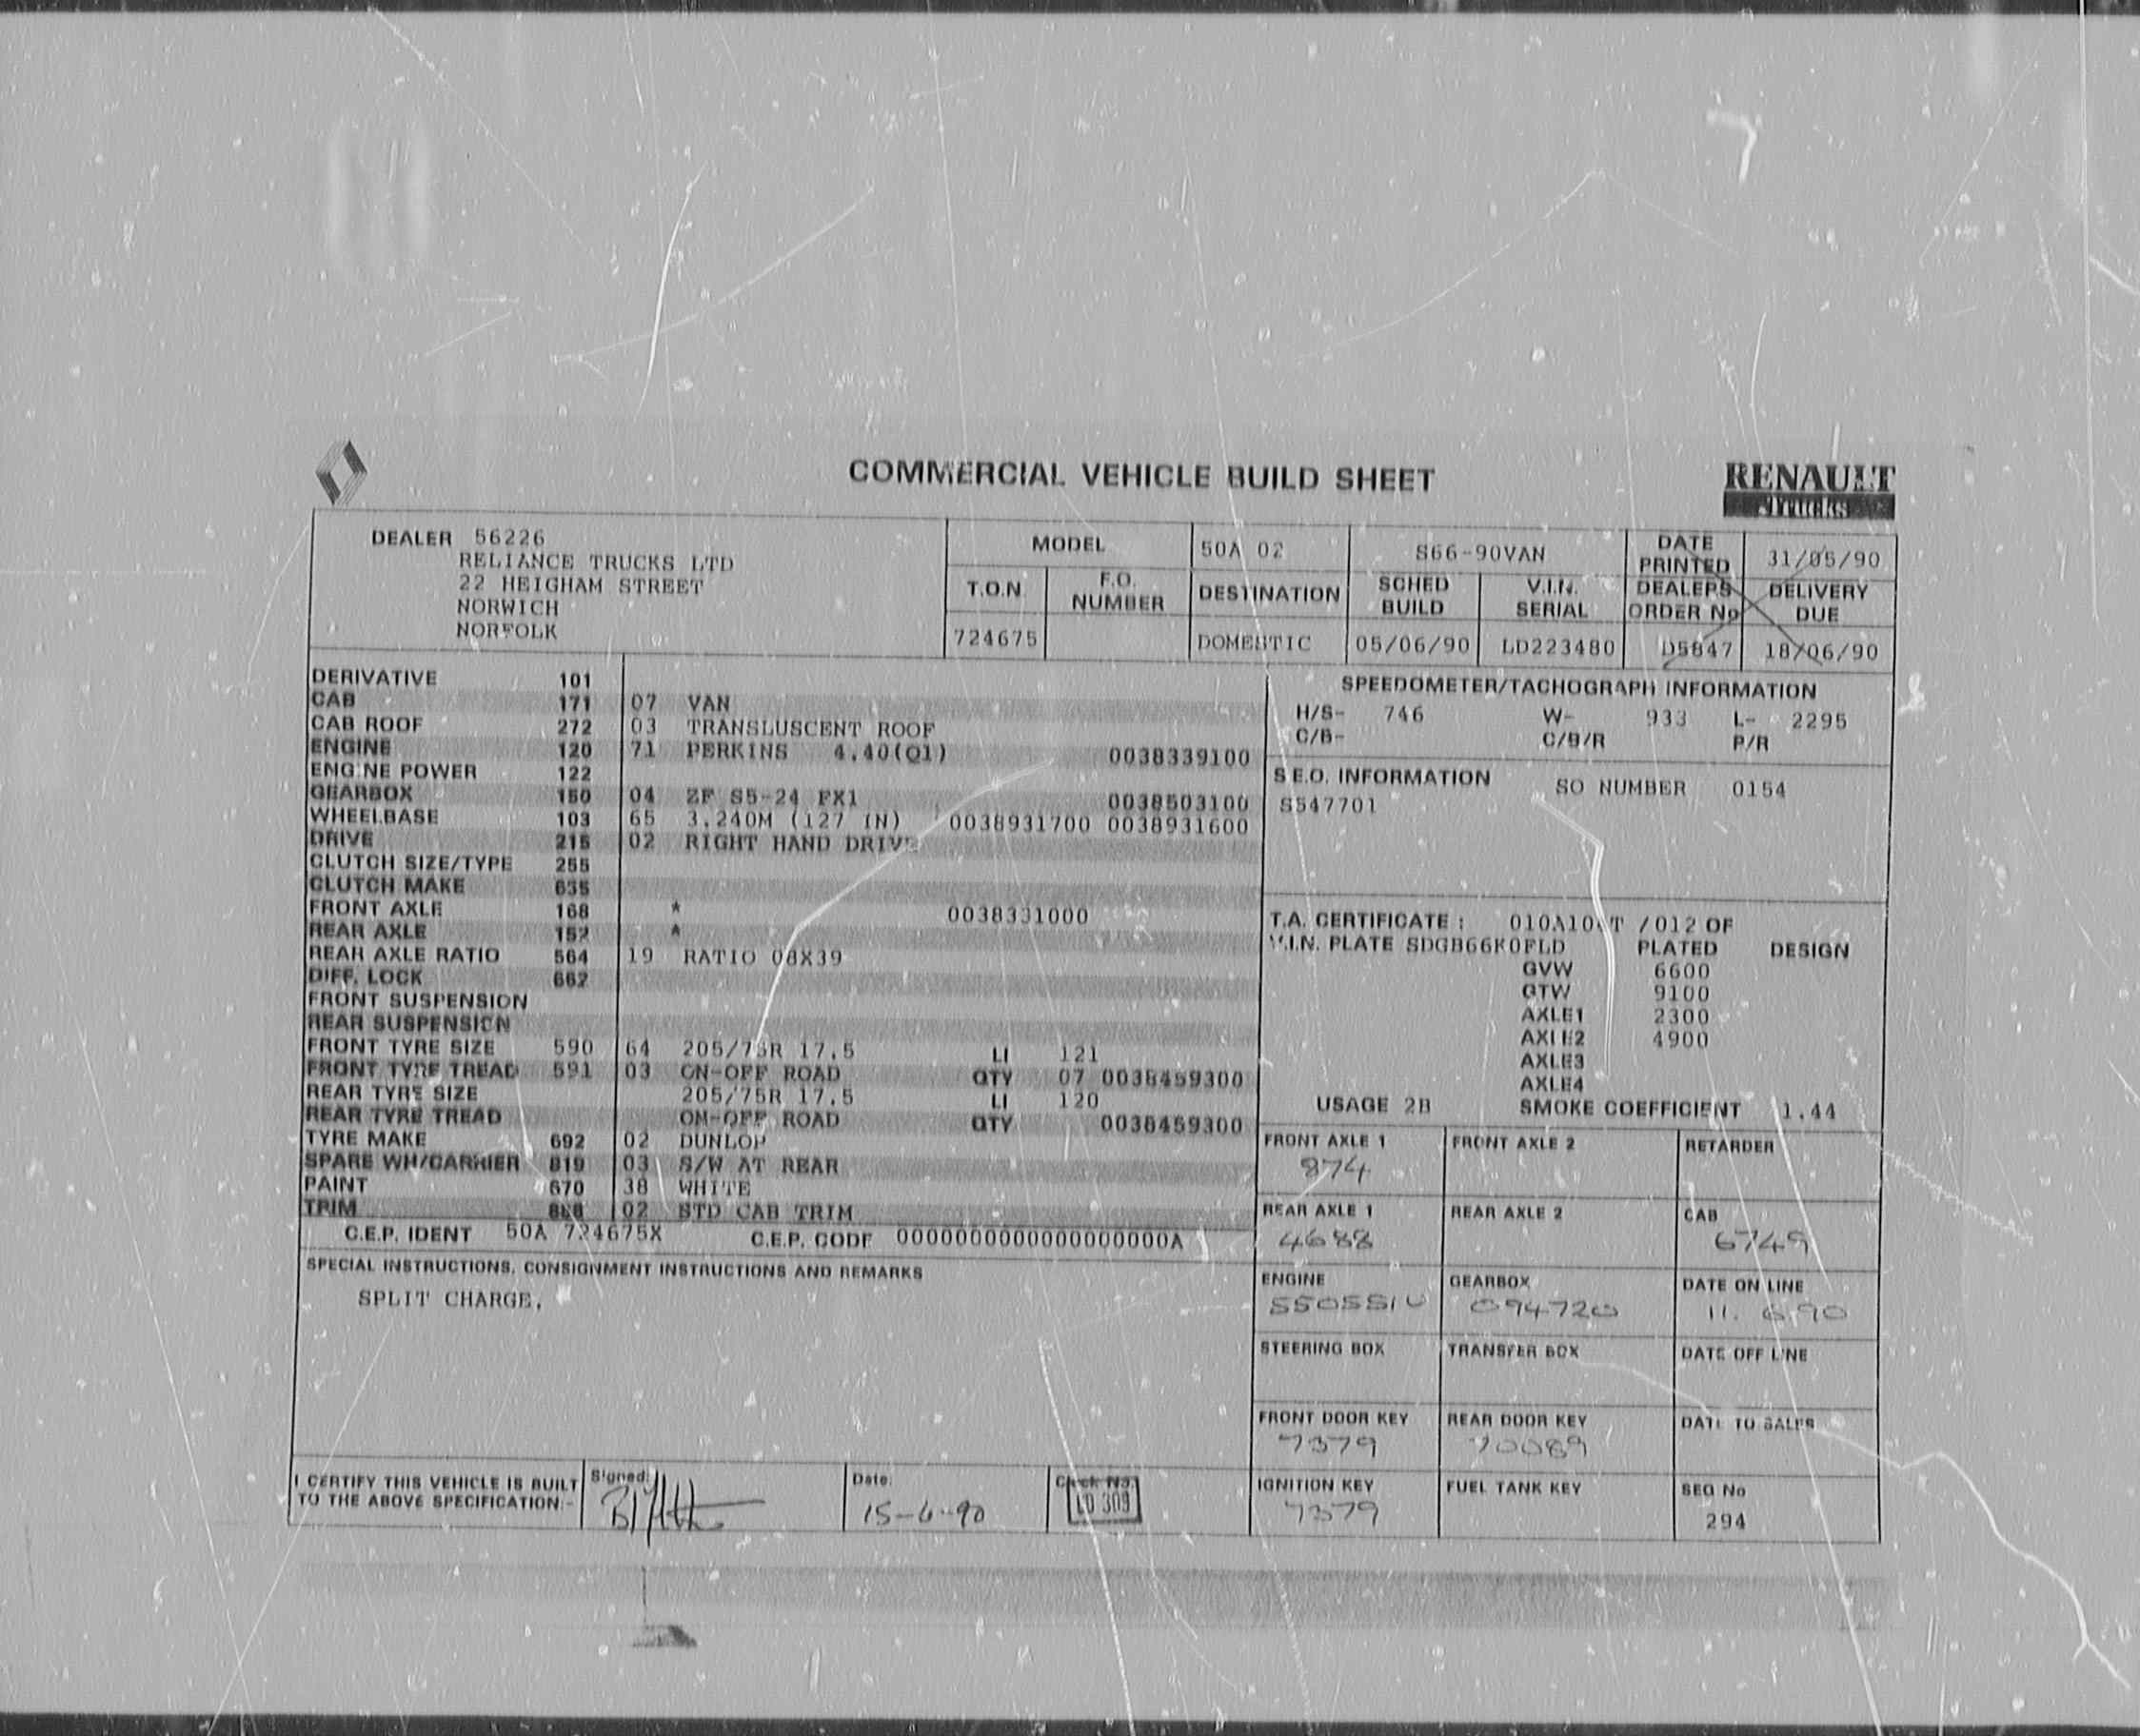 COMMERCIAL VEHICLE BUILD SHEET
RENAULT
Trucks
DEALER 56226
RELIANCE TRUCKS LTD
22 HEIGHAM STREET
NORWICH
NORFOLK
MODEL 50A 02 S66-90VAN DATE PRINTED 31/05/90
T.O.N F.O. NUMBER DESTINATION SCHED BUILD V.I.N. SERIAL DEALERS ORDER No DELIVERY DUE
724675 DOMESTIC 05/06/90 LD223480 D5847 18/06/90
DERIVATIVE 101
CAB 171 07 VAN
CAB ROOF 272 03 TRANSLUSCENT ROOF
ENGINE 120 71 PERKINS 4.40(Q1) 0038339100
ENGINE POWER 122
GEARBOX 150 04 ZF S5-24 FX1 0038503100
WHEELBASE 103 65 3.240M (127 IN) 0038931700 0038931600
DRIVE 215 02 RIGHT HAND DRIVE
CLUTCH SIZE/TYPE 255
CLUTCH MAKE 635
FRONT AXLE 168 * 0038331000
REAR AXLE 152 *
REAR AXLE RATIO 564 19 RATIO 08X39
DIFF. LOCK 662
FRONT SUSPENSION
REAR SUSPENSION
FRONT TYRE SIZE 590 64 205/75R 17.5 LI 121
FRONT TYRE TREAD 591 03 ON-OFF ROAD QTY 07 0038459300
REAR TYRE SIZE 205/75R 17.5 LI 120
REAR TYRE TREAD ON-OFF ROAD QTY 0038459300
TYRE MAKE 692 02 DUNLOP
SPARE WH/CARRIER 819 03 S/W AT REAR
PAINT 670 38 WHITE
TRIM 02 STD CAB TRIM
C.E.P. IDENT 50A 724675X C.E.P. CODE 0000000000000000000A
SPECIAL INSTRUCTIONS, CONSIGNMENT INSTRUCTIONS AND REMARKS
SPLIT CHARGE,
SPEEDOMETER/TACHOGRAPH INFORMATION
H/S- 746 W- 933 L- 2295
C/B- C/B/R P/R
S.E.O. INFORMATION SO NUMBER 0154
S547701
T.A. CERTIFICATE : /012 OF
V.I.N. PLATE SDGB66K0FLD PLATED DESIGN
GVW 6600
GTW 9100
AXLE1 2300
AXLE2 4900
AXLE3
AXLE4
USAGE 2B SMOKE COEFFICIENT 1.44
FRONT AXLE 1 FRONT AXLE 2 RETARDER
874
REAR AXLE 1 REAR AXLE 2 CAB
4688 6749
ENGINE GEARBOX DATE ON LINE
094720 11. 6.90
STEERING BOX TRANSFER BOX DATE OFF LINE
FRONT DOOR KEY REAR DOOR KEY DATE TO SALES
7379 70089
IGNITION KEY FUEL TANK KEY SEQ No
7379 294
I CERTIFY THIS VEHICLE IS BUILT
TO THE ABOVE SPECIFICATION:-
Signed: Date: Check No.
15-6-90 LD 309